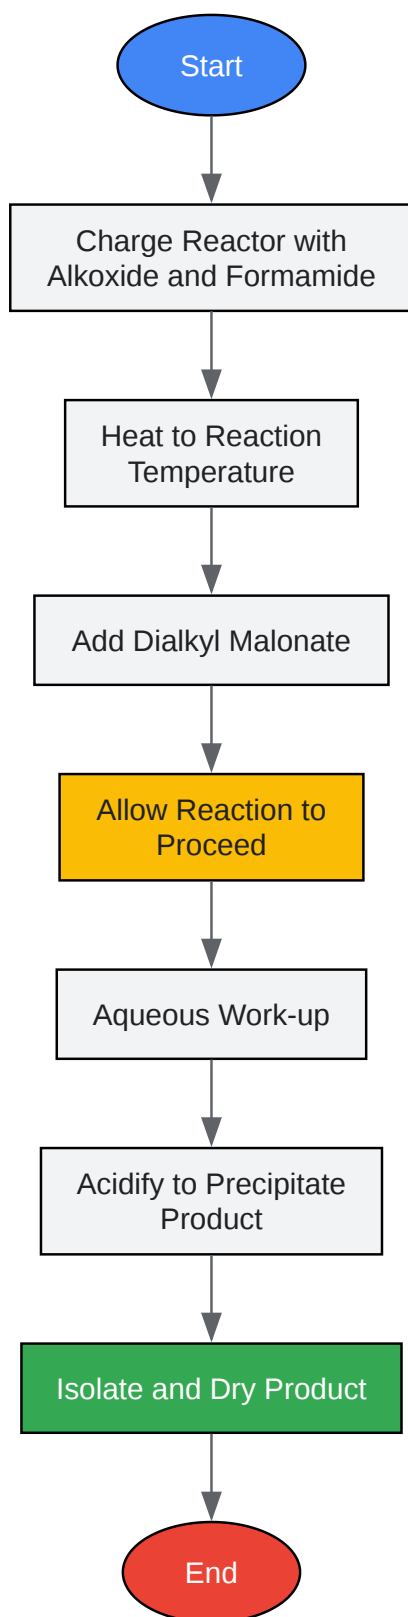 Start
Charge Reactor with
Alkoxide and Formamide
Heat to Reaction
Temperature
Add Dialkyl Malonate
Allow Reaction to
Proceed
Aqueous Work-up
Acidify to Precipitate
Product
Isolate and Dry Product
End